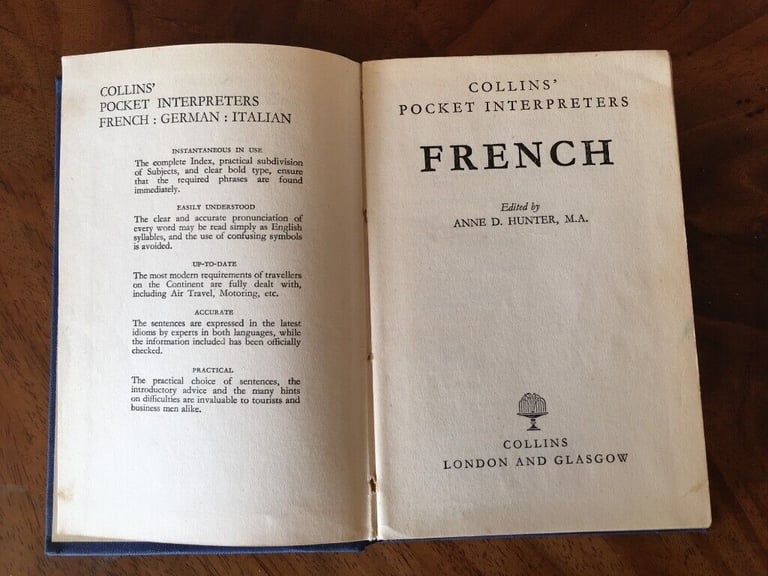 COLLINS'
POCKET INTERPRETERS
FRENCH : GERMAN : ITALIAN
INSTANTANEOUS IN USE
The complete Index, practical subdivision
of Subjects, and clear bold type, ensure
that the required phrases are found
immediately.
EASILY UNDERSTOOD
The clear and accurate pronunciation of
every word may be read simply as English
syllables, and the use of confusing symbols
is avoided.
UP-TO-DATE
The most modern requirements of travellers
on the Continent are fully dealt with,
including Air Travel, Motoring, etc.
ACCURATE
The sentences are expressed in the latest
idioms by experts in both languages, while
the information included has been officially
checked.
PRACTICAL
The practical choice of sentences, the
introductory advice and the many hints
on difficulties are invaluable to tourists and
business men alike.
COLLINS'
POCKET INTERPRETERS
FRENCH
Edited by
ANNE D. HUNTER, M.A.
COLLINS
LONDON AND GLASGOW